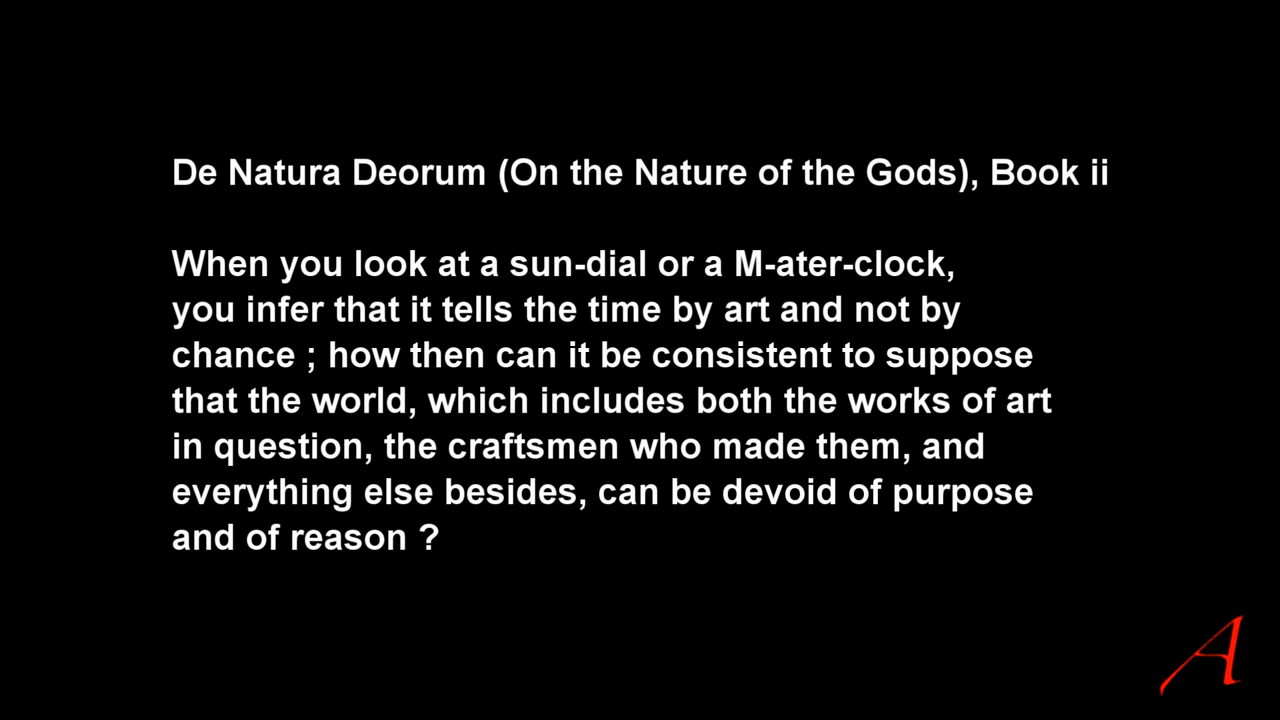 De Natura Deorum (On the Nature of the Gods), Book ii
When you look at a sun-dial or a M-ater-clock,
you infer that it tells the time by art and not by
chance ; how then can it be consistent to suppose
that the world, which includes both the works of art
in question, the craftsmen who made them, and
everything else besides, can be devoid of purpose
and of reason ?
A